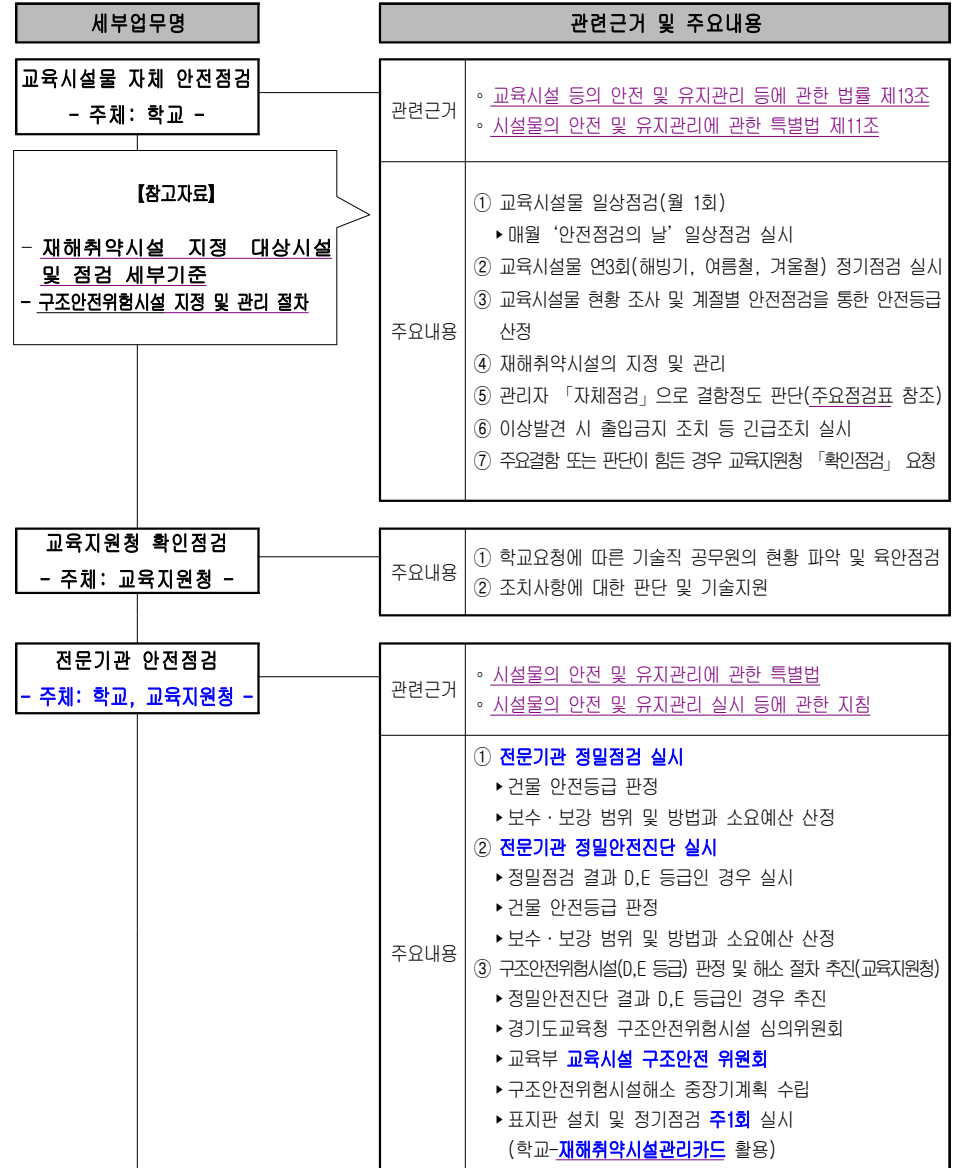 세부업무명
관련근거 및 주요내용
교육시설물 자체 안전점검
- 주체: 학교 -
관련근거
◦ 교육시설 등의 안전 및 유지관리 등에 관한 법률 제13조
◦ 시설물의 안전 및 유지관리에 관한 특별법 제11조
【참고자료】
- 재해취약시설 지정 대상시설
및 점검 세부기준
- 구조안전위험시설 지정 및 관리 절차
주요내용
① 교육시설물 일상점검(월 1회)
▸매월 ‘안전점검의 날’ 일상점검 실시
② 교육시설물 연3회(해빙기, 여름철, 겨울철) 정기점검 실시
③ 교육시설물 현황 조사 및 계절별 안전점검을 통한 안전등급
산정
④ 재해취약시설의 지정 및 관리
⑤ 관리자 「자체점검」으로 결함정도 판단(주요점검표 참조)
⑥ 이상발견 시 출입금지 조치 등 긴급조치 실시
⑦ 주요결함 또는 판단이 힘든 경우 교육지원청 「확인점검」 요청
교육지원청 확인점검
- 주체: 교육지원청 -
주요내용
① 학교요청에 따른 기술직 공무원의 현황 파악 및 육안점검
② 조치사항에 대한 판단 및 기술지원
전문기관 안전점검
- 주체: 학교, 교육지원청 -
관련근거
◦ 시설물의 안전 및 유지관리에 관한 특별법
◦ 시설물의 안전 및 유지관리 실시 등에 관한 지침
주요내용
① 전문기관 정밀점검 실시
▸건물 안전등급 판정
▸보수ㆍ보강 범위 및 방법과 소요예산 산정
② 전문기관 정밀안전진단 실시
▸정밀점검 결과 D,E 등급인 경우 실시
▸건물 안전등급 판정
▸보수ㆍ보강 범위 및 방법과 소요예산 산정
③ 구조안전위험시설(D,E 등급) 판정 및 해소 절차 추진(교육지원청)
▸정밀안전진단 결과 D,E 등급인 경우 추진
▸경기도교육청 구조안전위험시설 심의위원회
▸교육부 교육시설 구조안전 위원회
▸구조안전위험시설해소 중장기계획 수립
▸표지판 설치 및 정기점검 주1회 실시
(학교-재해취약시설관리카드 활용)